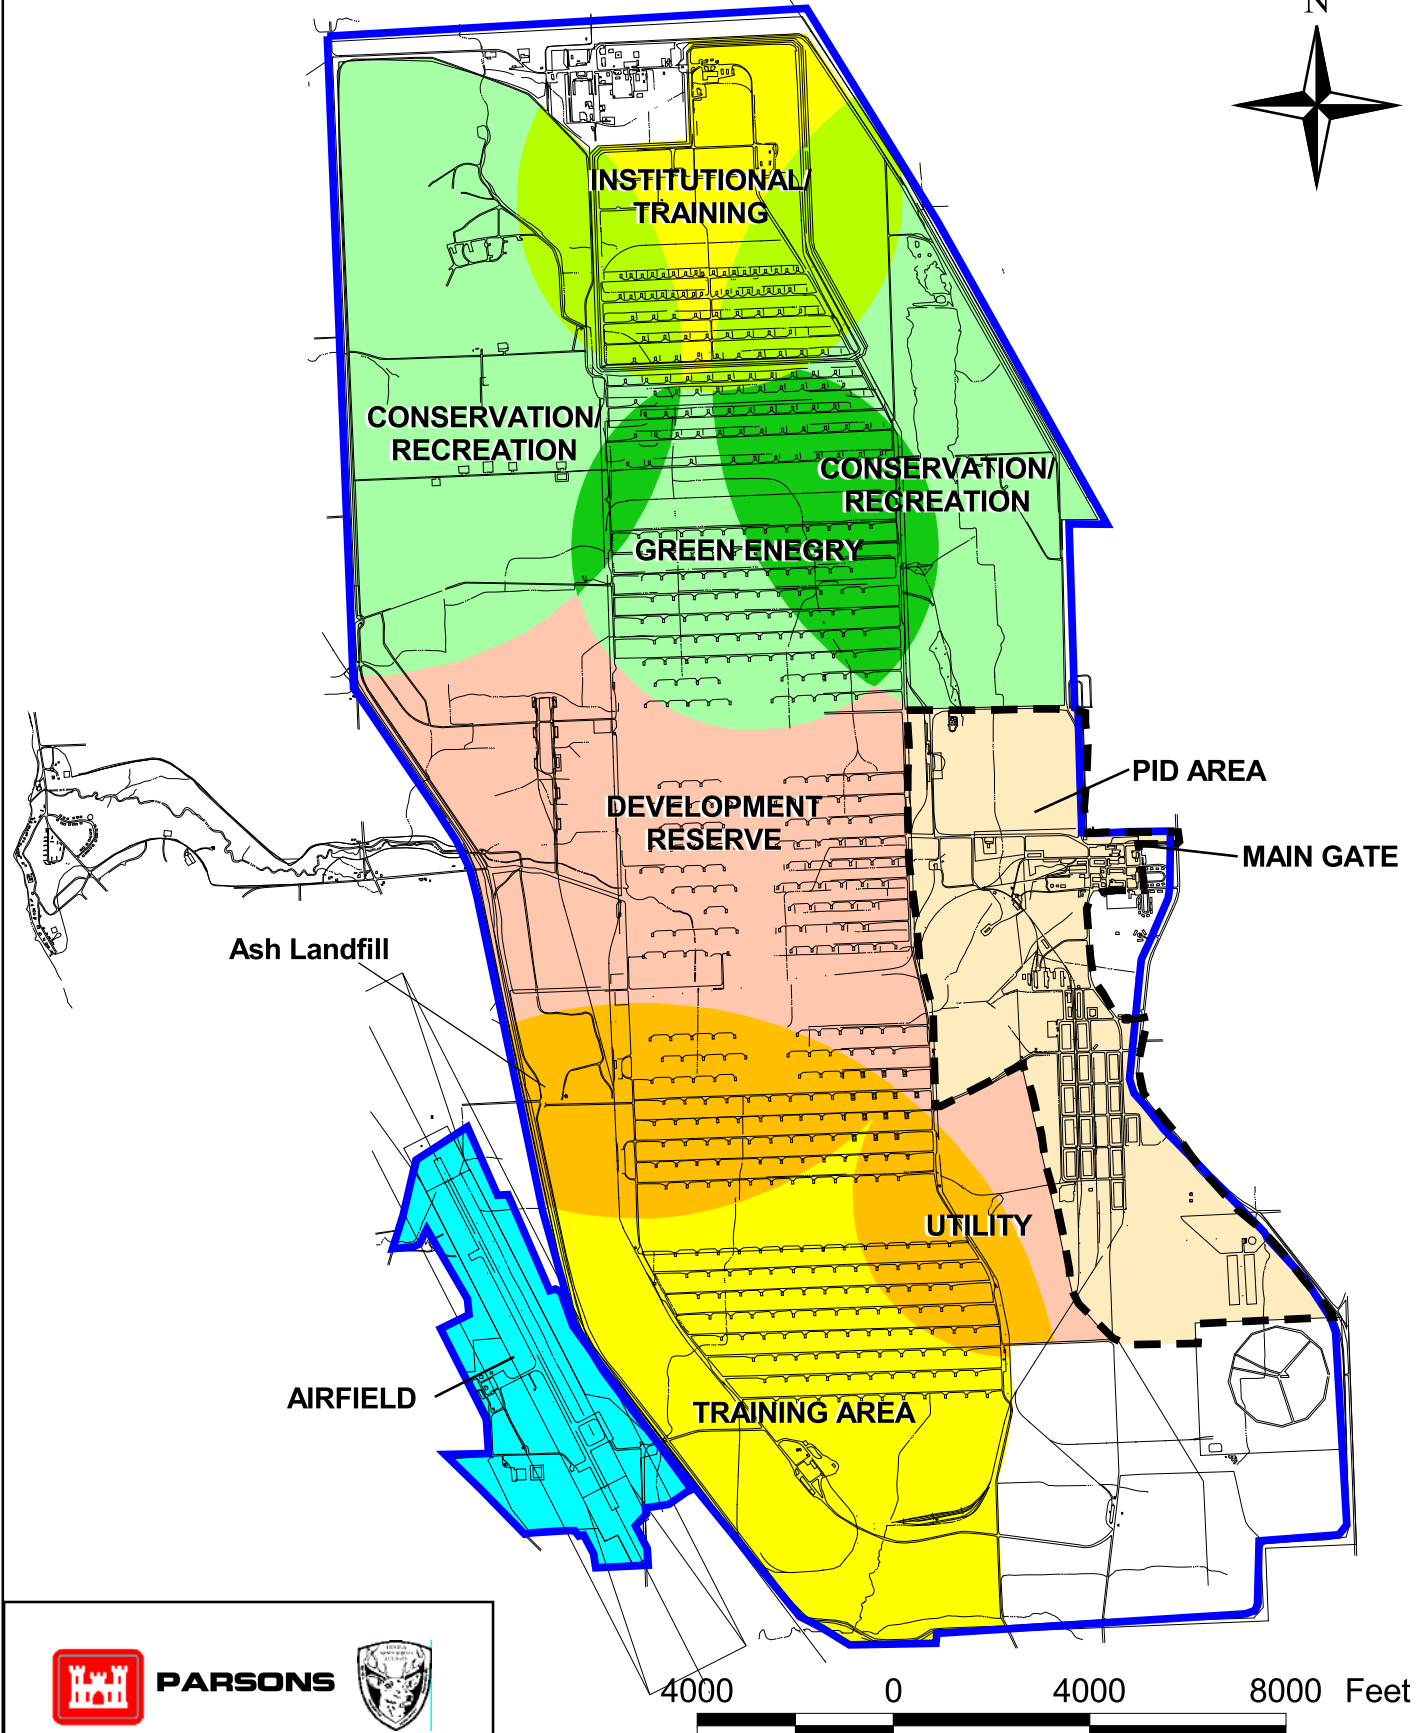 N
INSTITUTIONAL/
TRAINING
CONSERVATION/
RECREATION
CONSERVATION/
RECREATION
GREEN ENEGRY
PID AREA
DEVELOPMENT
RESERVE
MAIN GATE
Ash Landfill
UTILITY
AIRFIELD
TRAINING AREA
PARSONS
4000 0 4000 8000 Feet